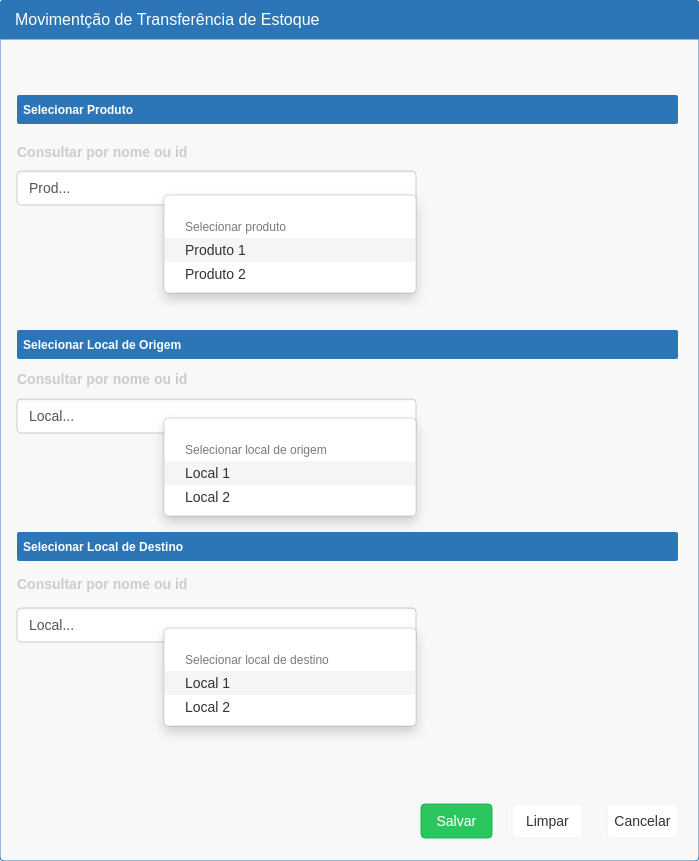 Movimentção de Transferência de Estoque
Selecionar Produto
Consultar por nome ou id
Prod...
Selecionar produto
Produto 1
Produto 2
Selecionar Local de Origem
Consultar por nome ou id
Local...
Selecionar local de origem
Local 1
Local 2
Selecionar Local de Destino
Consultar por nome ou id
Local...
Selecionar local de destino
Local 1
Local 2
Salvar Limpar Cancelar